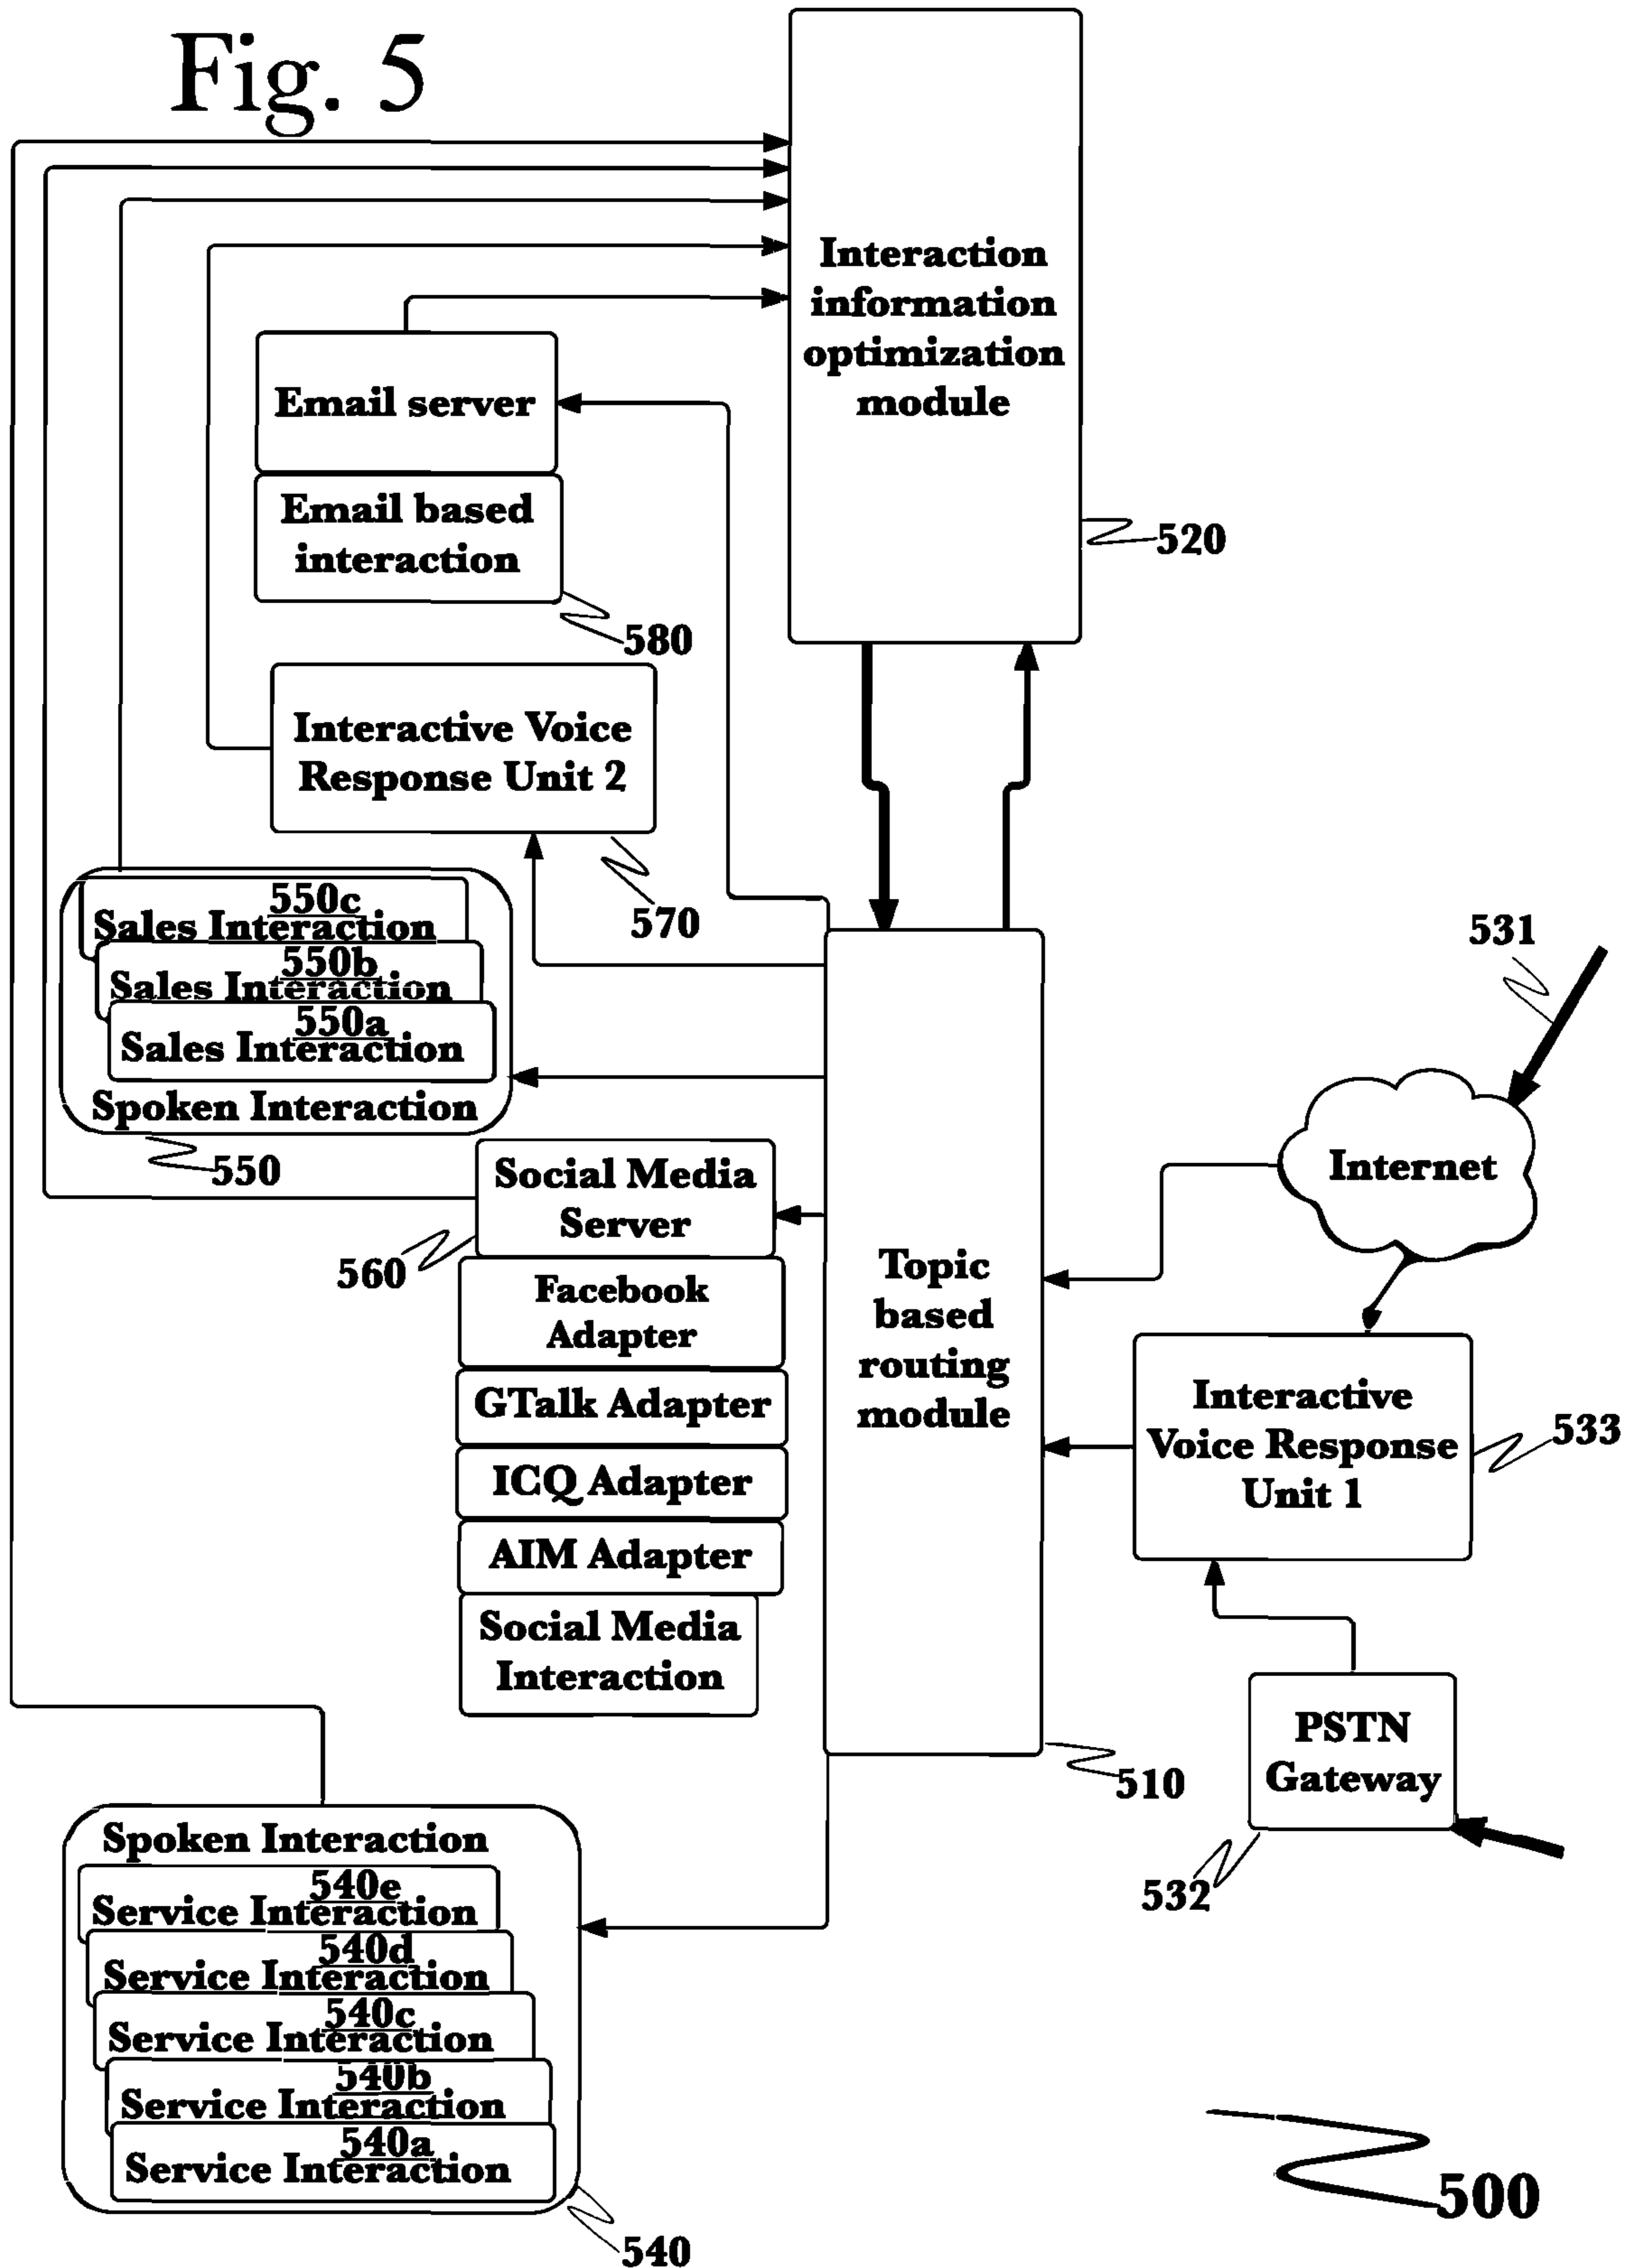 Fig. 5
Interaction
information
optimization
module
520
Email server
Email based
interaction
580
Interactive Voice
Response Unit 2
570
550c
Sales Interaction
550b
Sales Interaction
550a
Sales Interaction
Spoken Interaction
550
531
Internet
Social Media
Server
560
Facebook
Adapter
GTalk Adapter
ICQ Adapter
AIM Adapter
Social Media
Interaction
Topic
based
routing
module
510
Interactive
Voice Response
Unit 1
533
PSTN
Gateway
532
Spoken Interaction
540e
Service Interaction
540d
Service Interaction
540c
Service Interaction
540b
Service Interaction
540a
Service Interaction
540
500